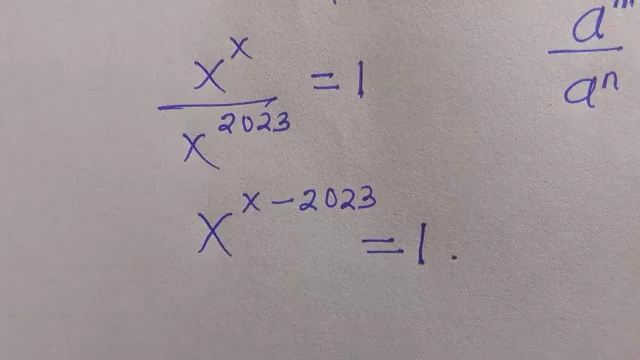 x^x / x^2023 = 1
a^m / a^n
x^(x-2023) = 1.